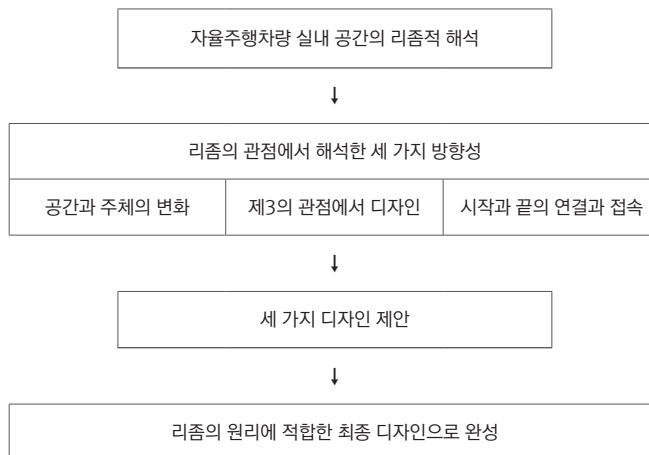 자율주행차량 실내 공간의 리좀적 해석
↓
리좀의 관점에서 해석한 세 가지 방향성
공간과 주체의 변화
제3의 관점에서 디자인
시작과 끝의 연결과 접속
↓
세 가지 디자인 제안
↓
리좀의 원리에 적합한 최종 디자인으로 완성